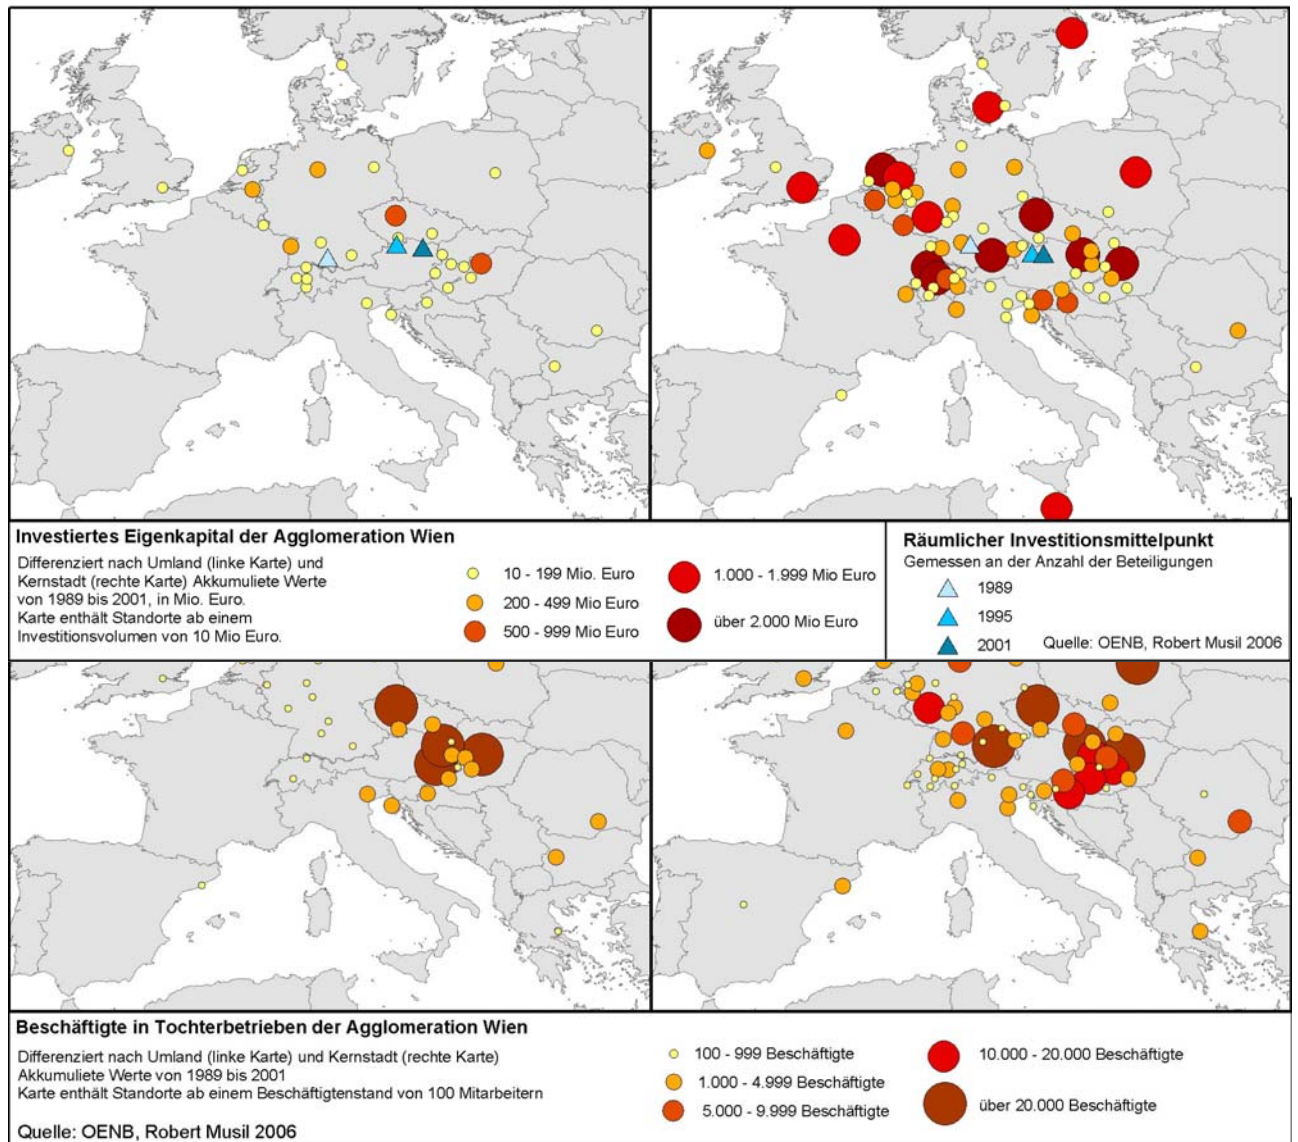 Investiertes Eigenkapital der Agglomeration Wien
Differenziert nach Umland (linke Karte) und
Kernstadt (rechte Karte) Akkumuliete Werte
von 1989 bis 2001, in Mio. Euro.
Karte enthält Standorte ab einem
Investitionsvolumen von 10 Mio Euro.
10 - 199 Mio. Euro
200 - 499 Mio Euro
500 - 999 Mio Euro
1.000 - 1.999 Mio Euro
über 2.000 Mio Euro
Räumlicher Investitionsmittelpunkt
Gemessen an der Anzahl der Beteiligungen
1989
1995
2001
Quelle: OENB, Robert Musil 2006
Beschäftigte in Tochterbetrieben der Agglomeration Wien
Differenziert nach Umland (linke Karte) und Kernstadt (rechte Karte)
Akkumuliete Werte von 1989 bis 2001
Karte enthält Standorte ab einem Beschäftigtenstand von 100 Mitarbeitern
Quelle: OENB, Robert Musil 2006
100 - 999 Beschäftigte
1.000 - 4.999 Beschäftigte
5.000 - 9.999 Beschäftigte
10.000 - 20.000 Beschäftigte
über 20.000 Beschäftigte